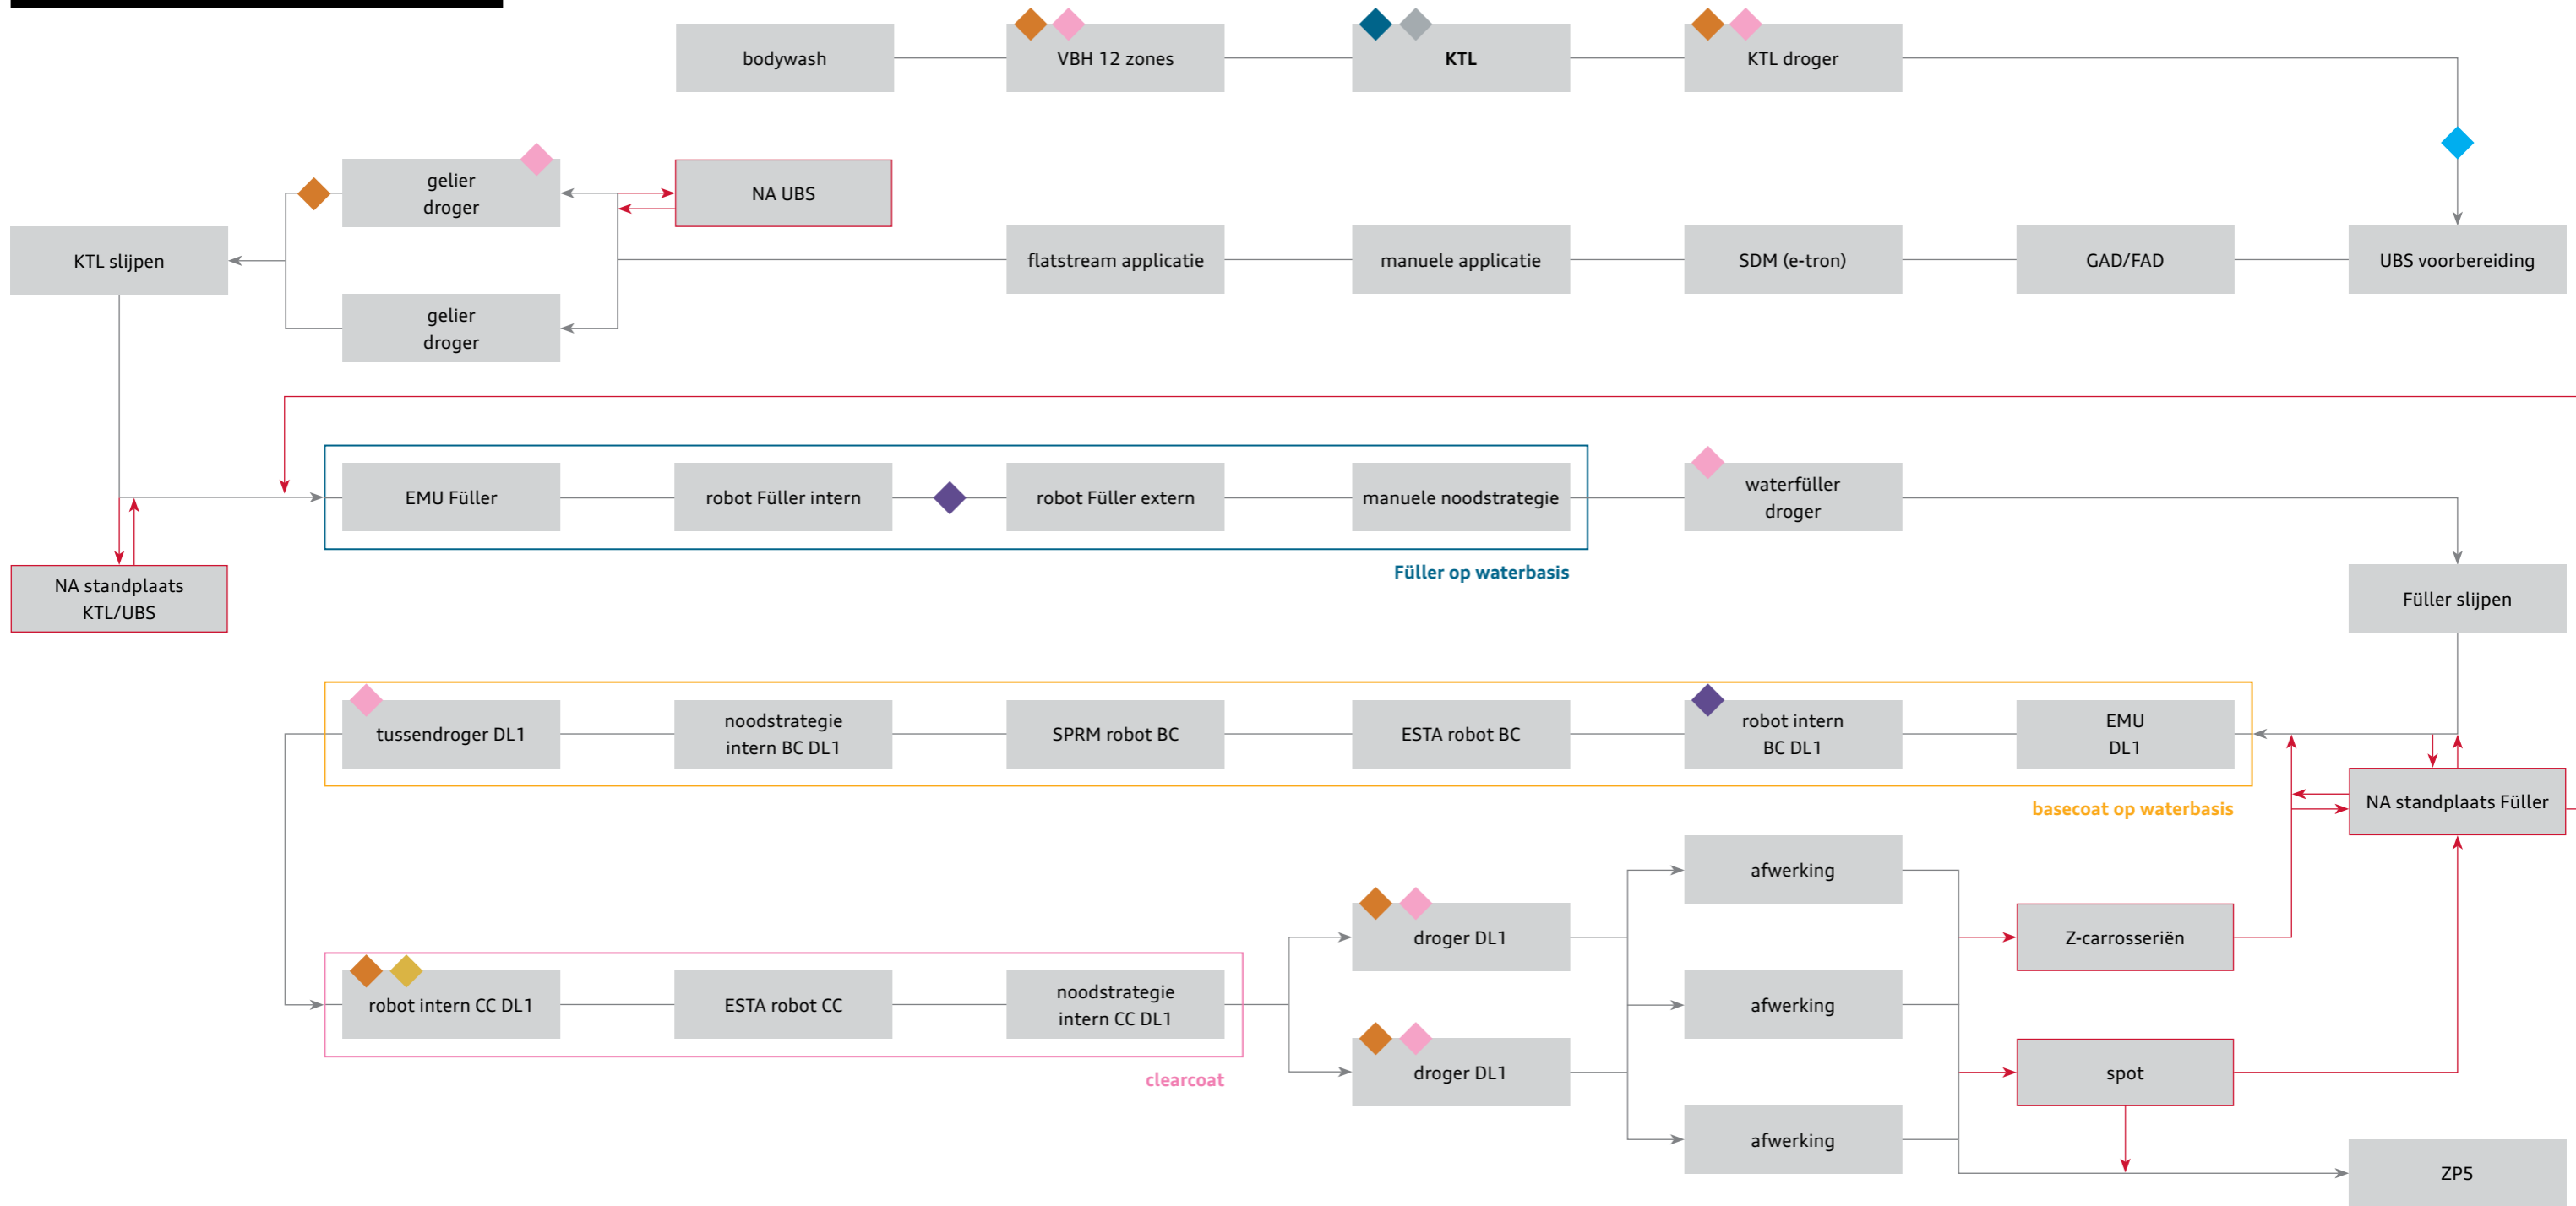 bodywash
VBH 12 zones
KTL
KTL droger
gelier
droger
NA UBS
KTL slijpen
flatstream applicatie
manuele applicatie
SDM (e-tron)
GAD/FAD
UBS voorbereiding
gelier
droger
EMU Füller
robot Füller intern
robot Füller extern
manuele noodstrategie
waterfüller
droger
Füller op waterbasis
NA standplaats
KTL/UBS
Füller slijpen
tussendroger DL1
noodstrategie
intern BC DL1
SPRM robot BC
ESTA robot BC
robot intern
BC DL1
EMU
DL1
basecoat op waterbasis
NA standplaats Füller
afwerking
droger DL1
Z-carrosseriën
robot intern CC DL1
ESTA robot CC
noodstrategie
intern CC DL1
afwerking
clearcoat
droger DL1
spot
afwerking
ZP5